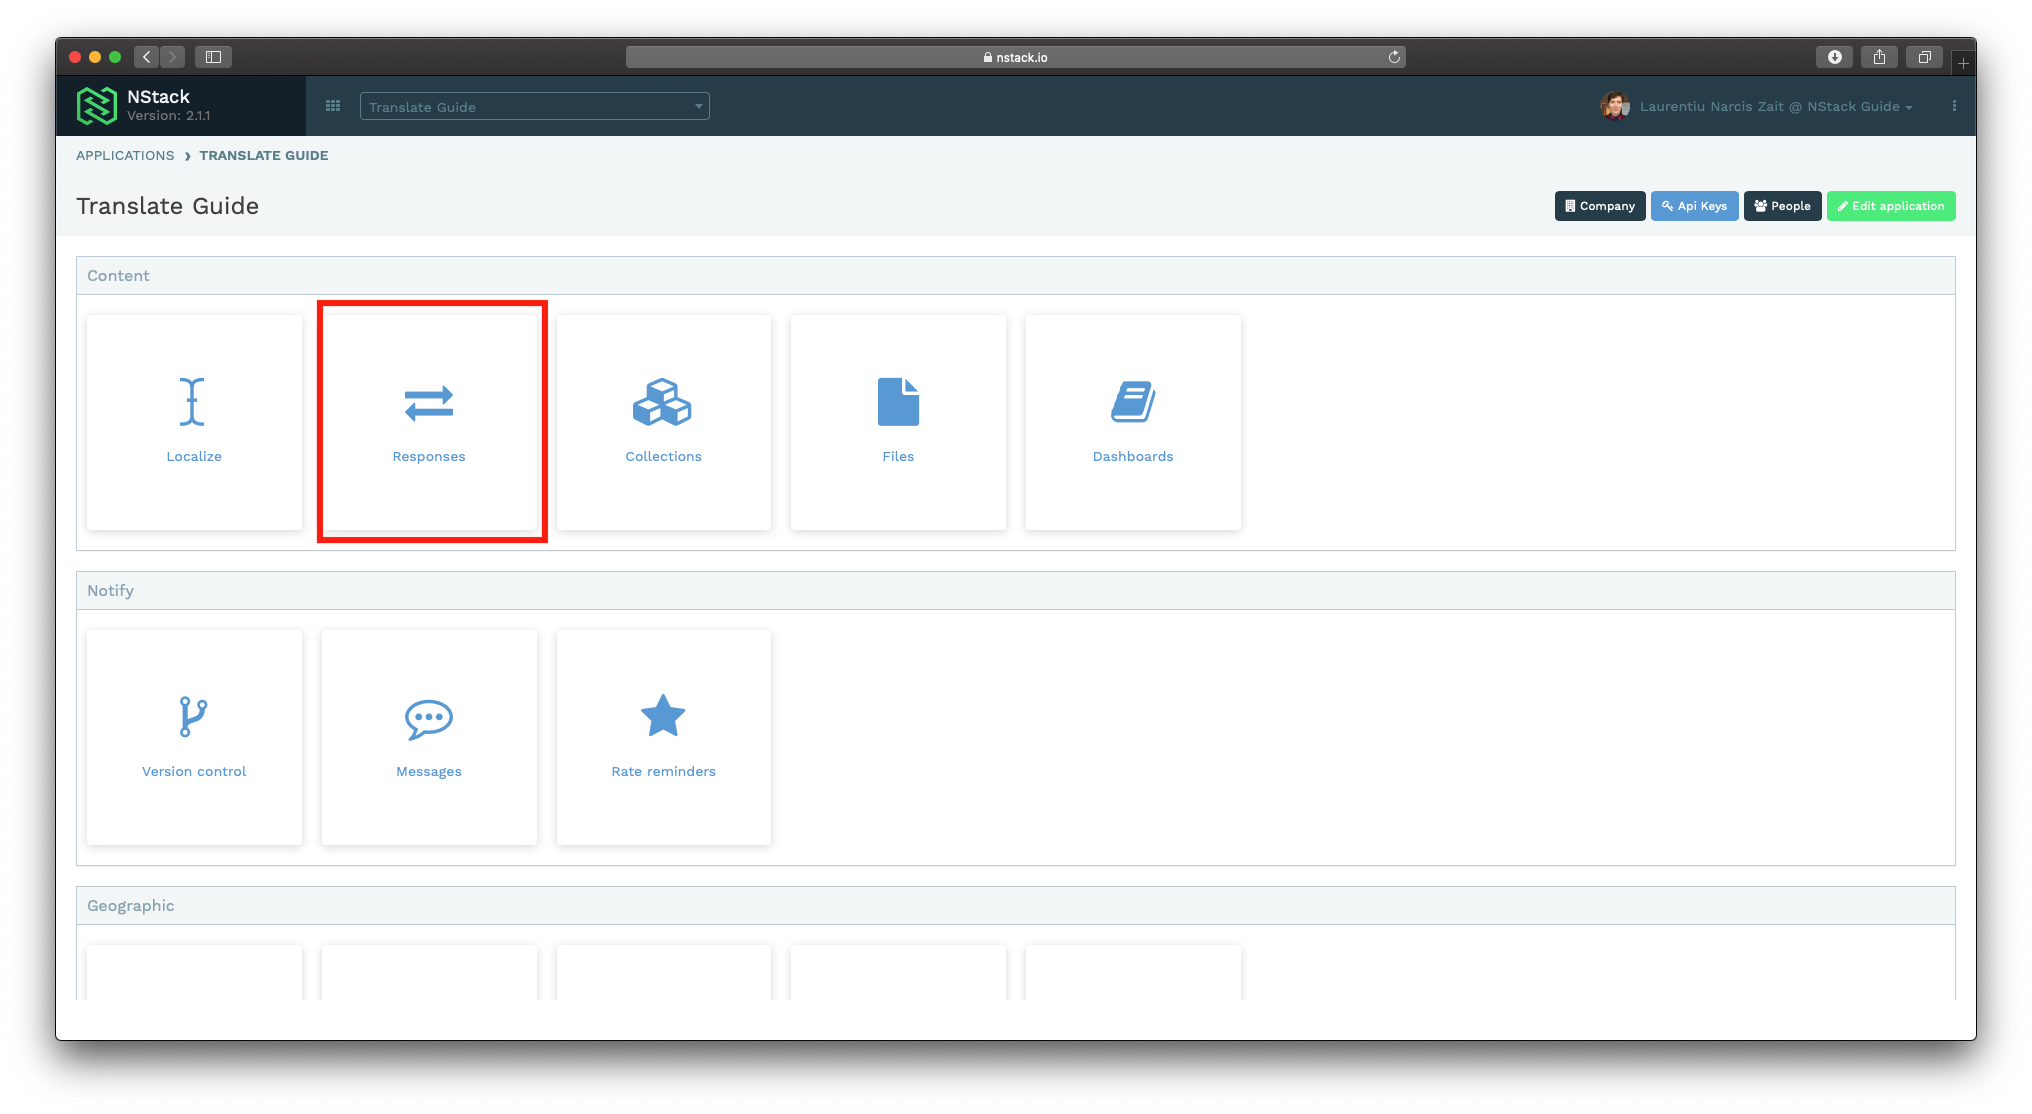 nstack.io
NStack
Version: 2.1.1
Translate Guide
Laurentiu Narcis Zait @ NStack Guide
APPLICATIONS › TRANSLATE GUIDE
Translate Guide
Company
Api Keys
People
Edit application
Content
Localize
Responses
Collections
Files
Dashboards
Notify
Version control
Messages
Rate reminders
Geographic